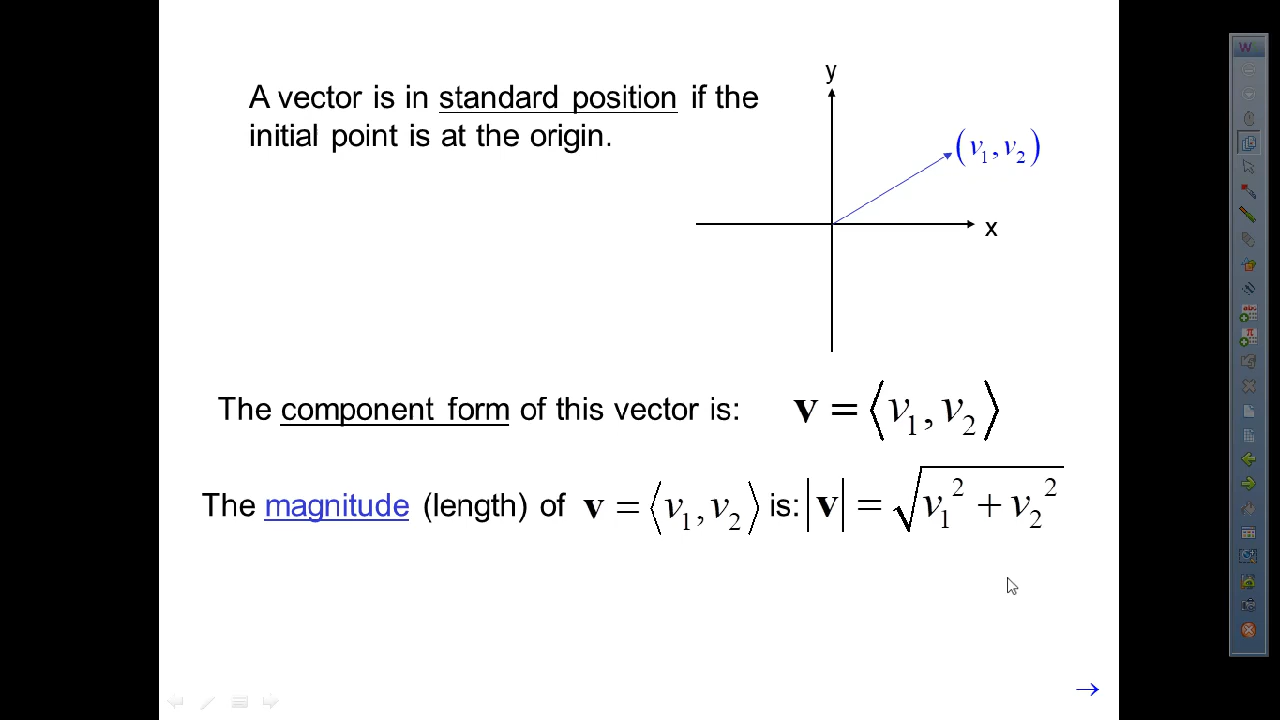 y
A vector is in standard position if the
initial point is at the origin.
(v₁, v₂)
x
The component form of this vector is: v = ⟨v₁, v₂⟩
The magnitude (length) of v = ⟨v₁, v₂⟩ is: |v| = √(v₁² + v₂²)
→
W
abc
π